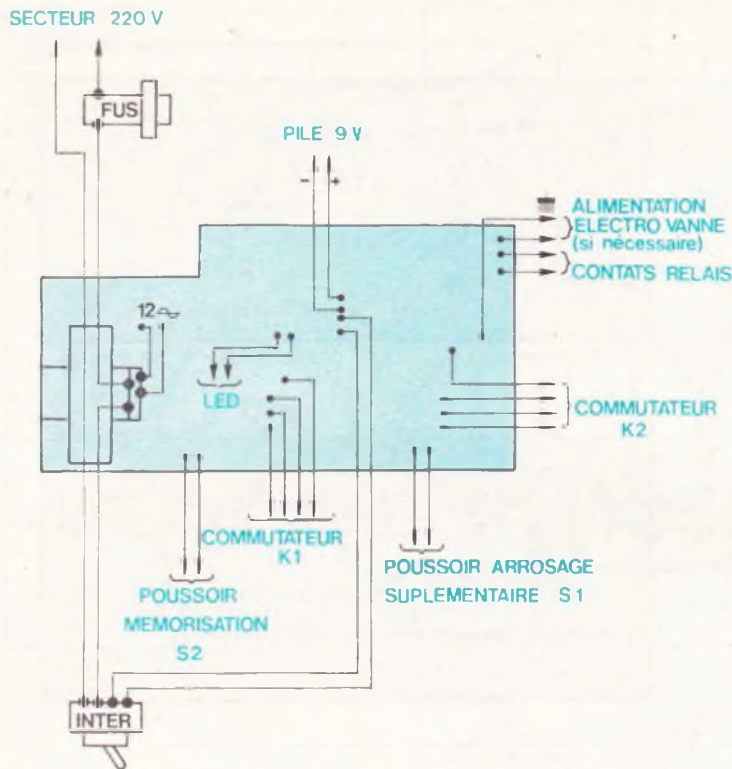 SECTEUR 220 V
FUS
PILE 9 V
- +
ALIMENTATION
ELECTRO VANNE
(si nécessaire)
CONTATS RELAIS
12~
LED
COMMUTATEUR
K2
COMMUTATEUR
K1
POUSSOIR ARROSAGE
SUPLEMENTAIRE S1
POUSSOIR
MEMORISATION
S2
INTER